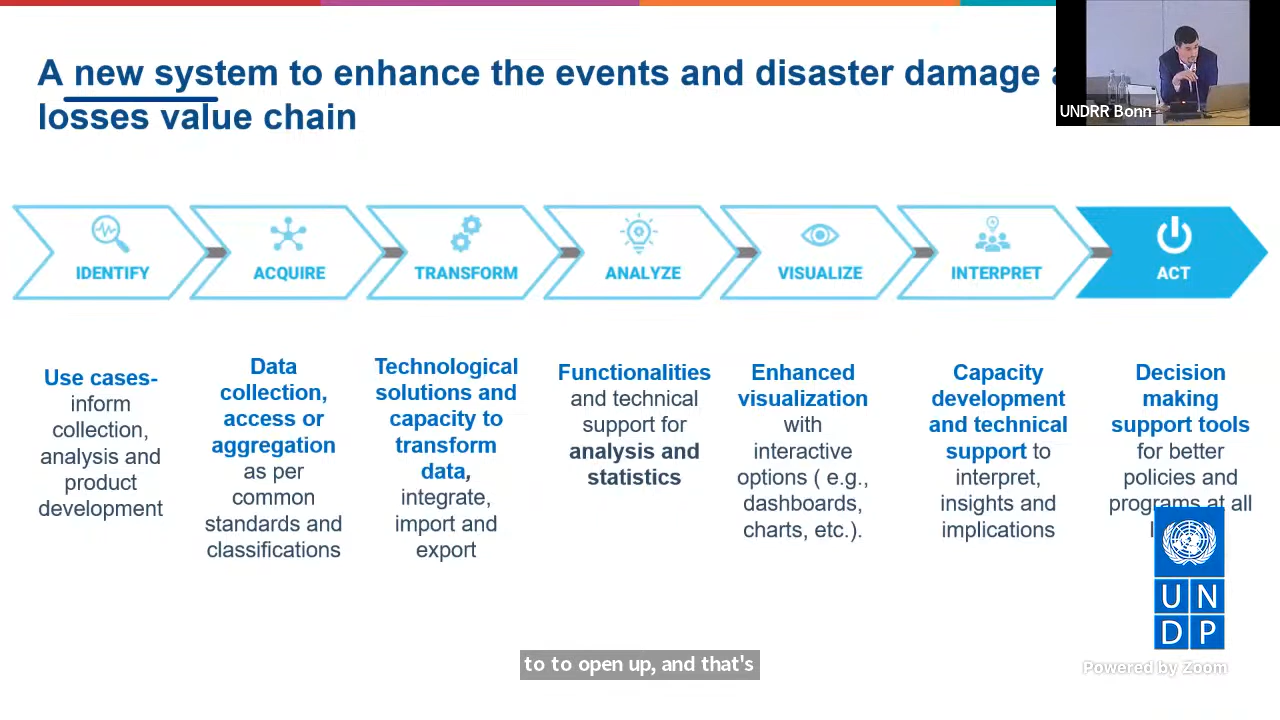 A new system to enhance the events and disaster damage
losses value chain
UNDRR Bonn
IDENTIFY
ACQUIRE
TRANSFORM
ANALYZE
VISUALIZE
INTERPRET
ACT
Use cases-
inform
collection,
analysis and
product
development
Data
collection,
access or
aggregation
as per
common
standards and
classifications
Technological
solutions and
capacity to
transform
data,
integrate,
import and
export
Functionalities
and technical
support for
analysis and
statistics
Enhanced
visualization
with
interactive
options ( e.g.,
dashboards,
charts, etc.).
Capacity
development
and technical
support to
interpret,
insights and
implications
Decision
making
support tools
for better
policies and
programs at all
U N
D P
to to open up, and that's
Powered by Zoom